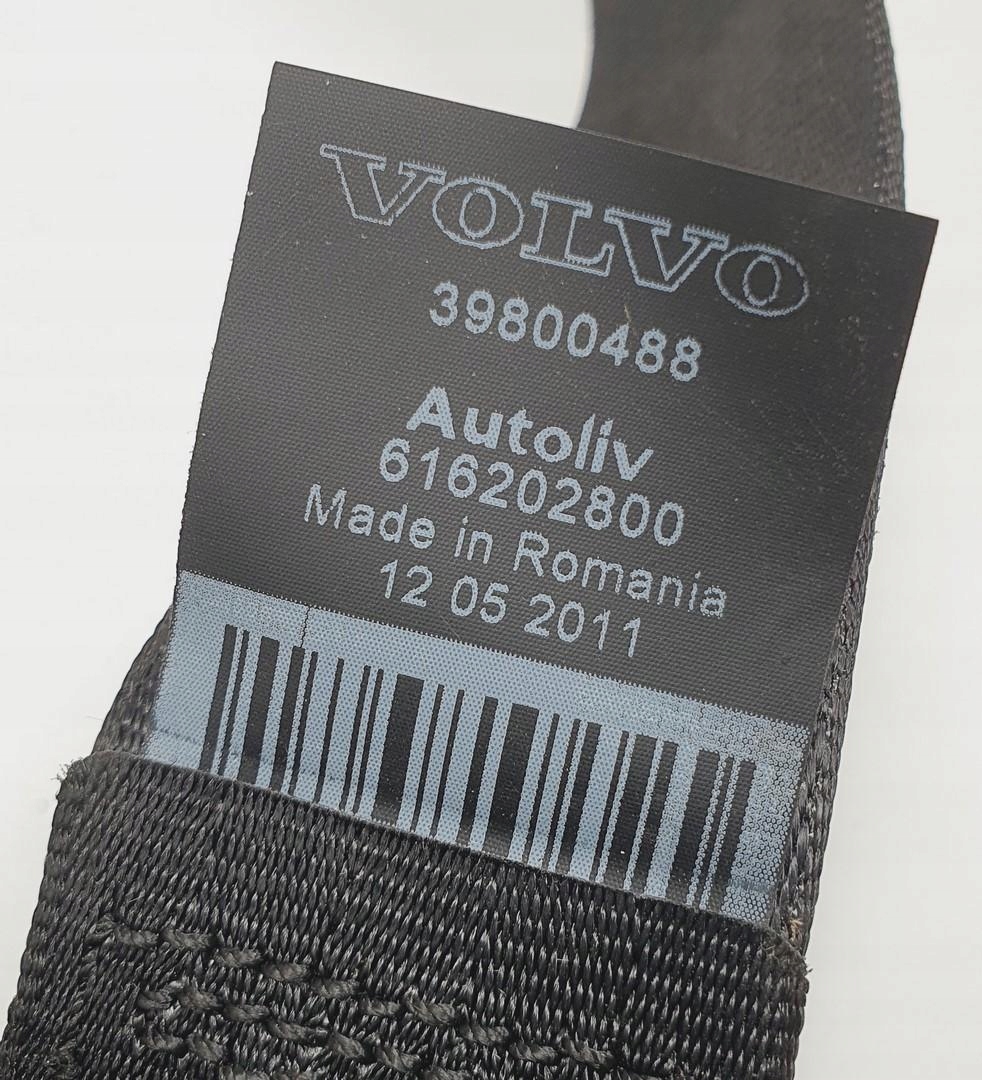 VOLVO
39800488
Autoliv
616202800
Made in Romania
12 05 2011